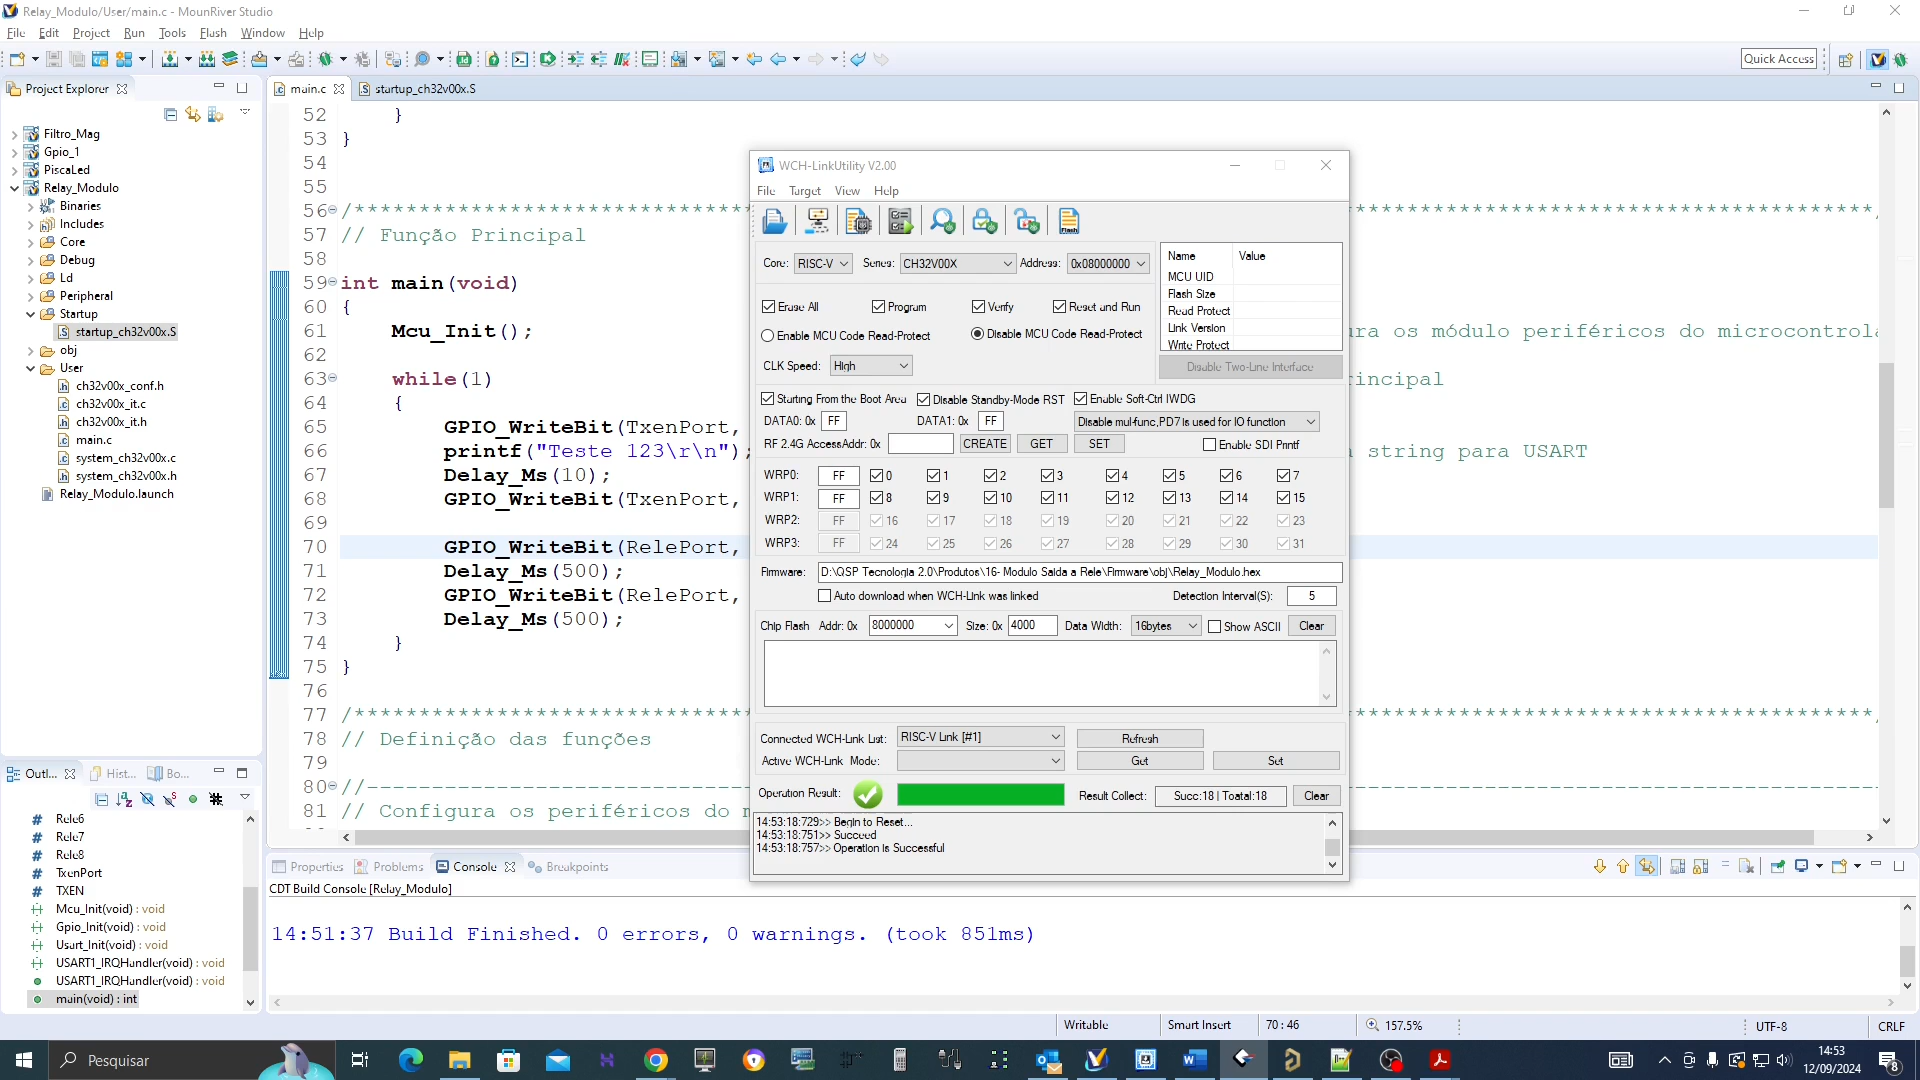 Relay_Modulo/User/main.c - MounRiver Studio
File Edit Project Run Tools Flash Window Help
Quick Access
Project Explorer
Filtro_Mag
Gpio_1
PiscaLed
Relay_Modulo
Binaries
Includes
Core
Debug
Ld
Peripheral
Startup
startup_ch32v00x.S
obj
User
ch32v00x_conf.h
ch32v00x_it.c
ch32v00x_it.h
main.c
system_ch32v00x.c
system_ch32v00x.h
Relay_Modulo.launch
Outl... Hist... Bo...
Rele6
Rele7
Rele8
TxenPort
TXEN
Mcu_Init(void) : void
Gpio_Init(void) : void
Usart_Init(void) : void
USART1_IRQHandler(void) : void
USART1_IRQHandler(void) : void
main(void) : int
main.c startup_ch32v00x.S
52 }
53 }
54
55
56 /*******************************
57 // Função Principal
58
59 int main(void)
60 {
61 Mcu_Init(); ura os módulo periféricos do microcontrola
62
63 while(1) rincipal
64 {
65 GPIO_WriteBit(TxenPort,
66 printf("Teste 123\r\n"); string para USART
67 Delay_Ms(10);
68 GPIO_WriteBit(TxenPort,
69
70 GPIO_WriteBit(RelePort,
71 Delay_Ms(500);
72 GPIO_WriteBit(RelePort,
73 Delay_Ms(500);
74 }
75 }
76
77 /*******************************
78 // Definição das funções
79
80 //------------------------------
81 // Configura os periféricos do m
WCH-LinkUtility V2.00
File Target View Help
Flash
Core: RISC-V Series: CH32V00X Address: 0x08000000
Erase All Program Verify Reset and Run
Enable MCU Code Read-Protect Disable MCU Code Read-Protect
CLK Speed: High
Name Value
MCU UID
Flash Size
Read Protect
Link Version
Write Protect
Disable Two-Line Interface
Starting From the Boot Area Disable Standby-Mode RST Enable Soft-Ctrl IWDG
DATA0: 0x FF DATA1: 0x FF Disable mul-func,PD7 is used for IO function
RF 2.4G AccessAddr: 0x CREATE GET SET Enable SDI Printf
WRP0: FF 0 1 2 3 4 5 6 7
WRP1: FF 8 9 10 11 12 13 14 15
WRP2: FF 16 17 18 19 20 21 22 23
WRP3: FF 24 25 26 27 28 29 30 31
Firmware: D:\QSP Tecnologia 2.0\Produtos\16- Modulo Saida a Rele\Firmware\obj\Relay_Modulo.hex
Auto download when WCH-Link was linked Detection Interval(S): 5
Chip Flash Addr: 0x 8000000 Size: 0x 4000 Data Width: 16bytes Show ASCII Clear
Connected WCH-Link List: RISC-V Link [#1] Refresh
Active WCH-Link Mode: Get Set
Operation Result: Result Collect: Succ:18 | Toatal:18 Clear
14:53:18:729>> Begin to Reset...
14:53:18:751>> Succeed
14:53:18:757>> Operation is Successful
Properties Problems Console Breakpoints
CDT Build Console [Relay_Modulo]
14:51:37 Build Finished. 0 errors, 0 warnings. (took 851ms)
Writable Smart Insert 70 : 46 157.5% UTF-8 CRLF
Pesquisar
14:53
12/09/2024
8